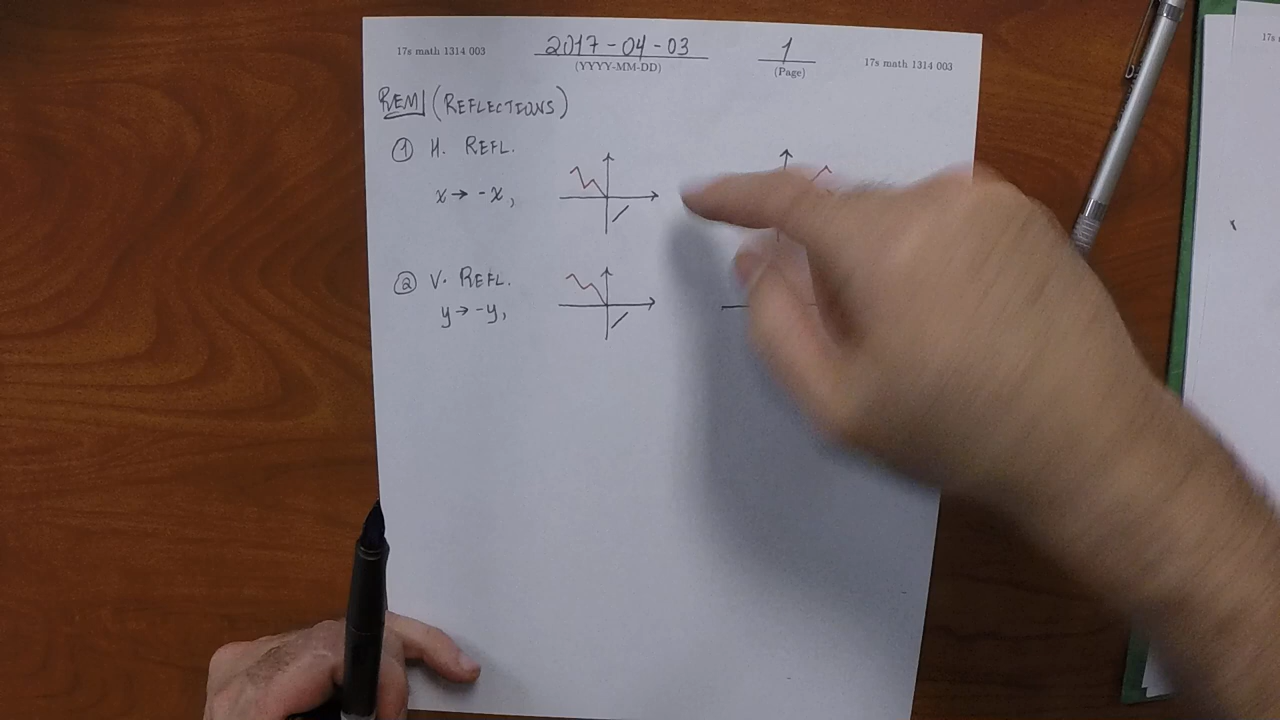 17s math 1314 003 2017-04-03 1 17s math 1314 003
(YYYY-MM-DD) (Page)
REM (REFLECTIONS)
① H. REFL.
x → -x,
② V. REFL.
y → -y,
17s